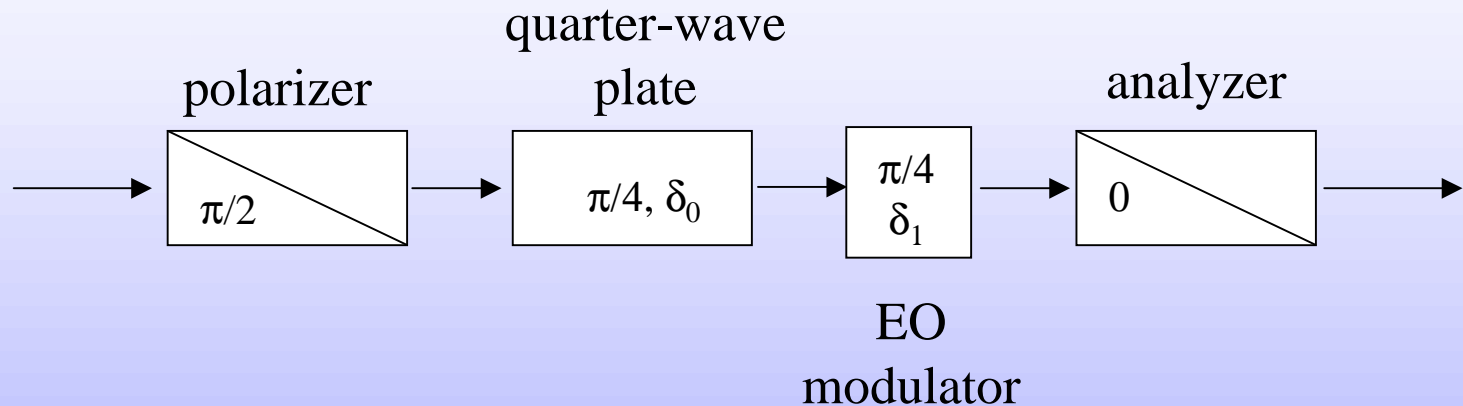 quarter-wave
plate
polarizer
analyzer
π/2
π/4, δ₀
π/4
δ₁
0
EO
modulator